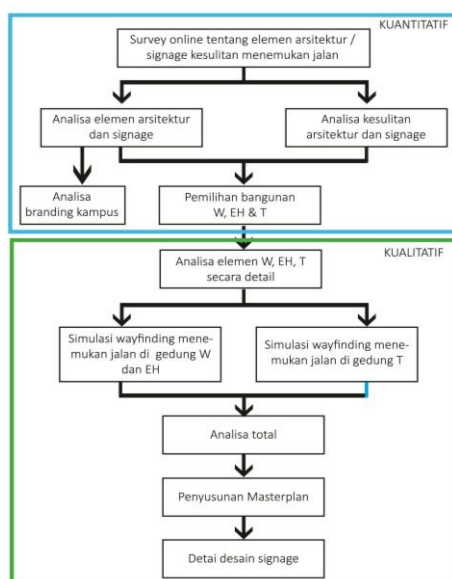 KUANTITATIF
Survey online tentang elemen arsitektur /
signage kesulitan menemukan jalan
Analisa elemen arsitektur
dan signage
Analisa kesulitan
arsitektur dan signage
Analisa
branding kampus
Pemilihan bangunan
W, EH & T
KUALITATIF
Analisa elemen W, EH, T
secara detail
Simulasi wayfinding mene-
mukan jalan di gedung W
dan EH
Simulasi wayfinding mene-
mukan jalan di gedung T
Analisa total
Penyusunan Masterplan
Detai desain signage